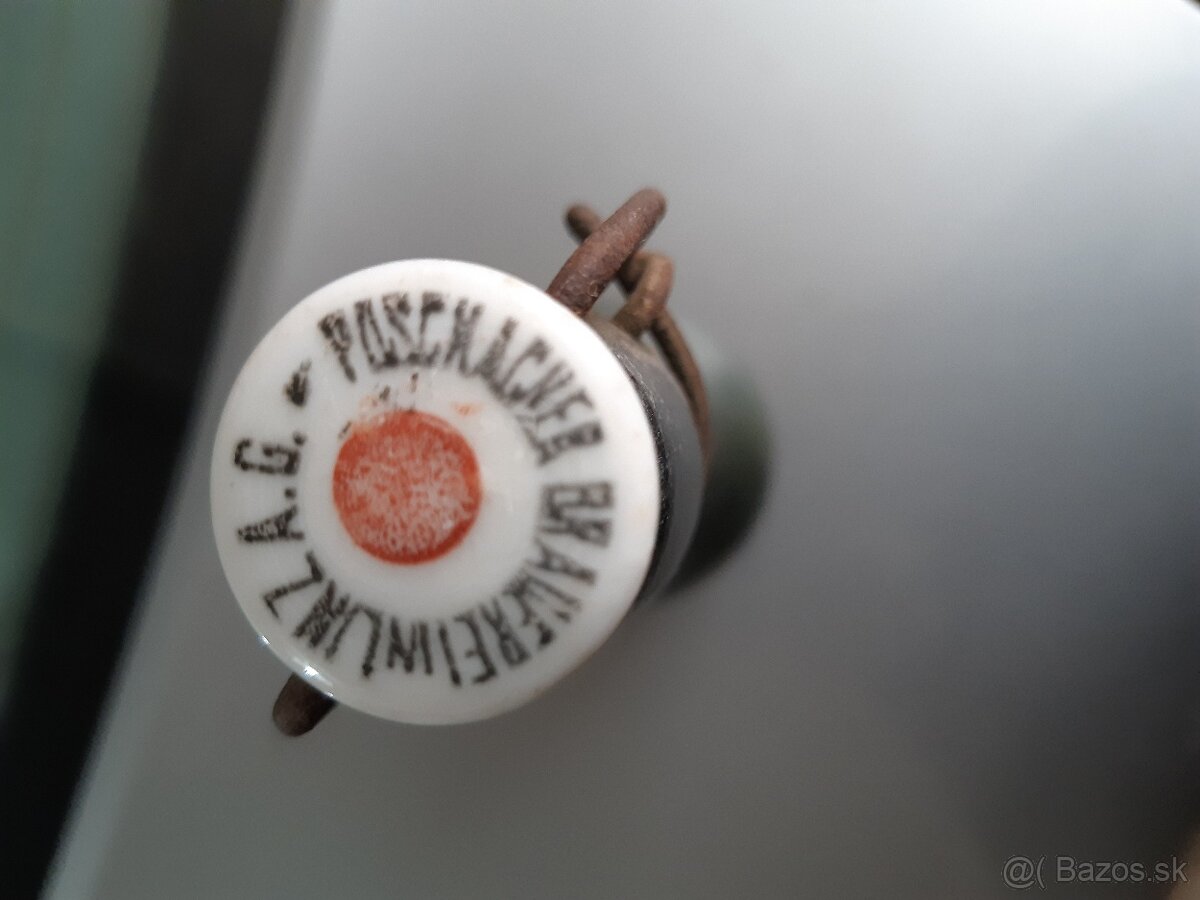 POSCHACHER BRAUEREI IN LINZ A.G. -
@( Bazos.sk